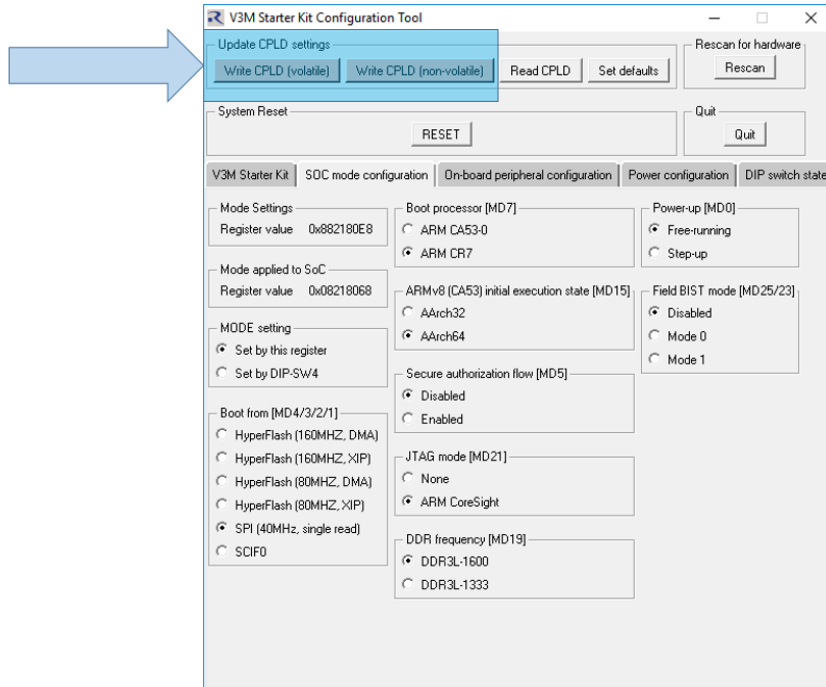 V3M Starter Kit Configuration Tool
Update CPLD settings
Write CPLD (volatile) Write CPLD (non-volatile) Read CPLD Set defaults
Rescan for hardware
Rescan
System Reset
RESET
Quit
Quit
V3M Starter Kit SOC mode configuration On-board peripheral configuration Power configuration DIP switch state
Mode Settings
Register value 0x882180E8
Mode applied to SoC
Register value 0x08218068
MODE setting
Set by this register
Set by DIP-SW4
Boot from [MD4/3/2/1]
HyperFlash (160MHZ, DMA)
HyperFlash (160MHZ, XIP)
HyperFlash (80MHZ, DMA)
HyperFlash (80MHZ, XIP)
SPI (40MHz, single read)
SCIF0
Boot processor [MD7]
ARM CA53-0
ARM CR7
ARMv8 (CA53) initial execution state [MD15]
AArch32
AArch64
Secure authorization flow [MD5]
Disabled
Enabled
JTAG mode [MD21]
None
ARM CoreSight
DDR frequency [MD19]
DDR3L-1600
DDR3L-1333
Power-up [MD0]
Free-running
Step-up
Field BIST mode [MD25/23]
Disabled
Mode 0
Mode 1